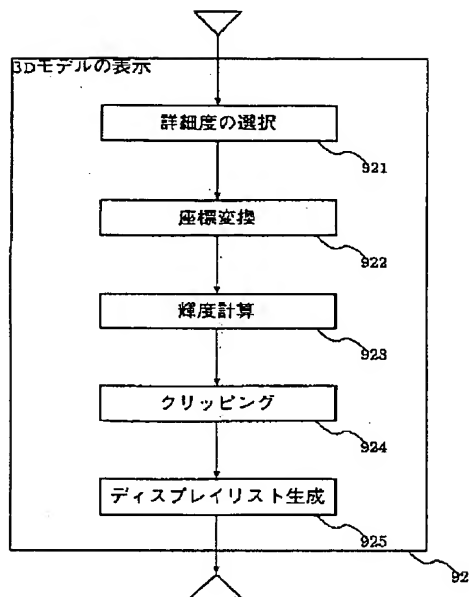 3Dモデルの表示
詳細度の選択
921
座標変換
922
輝度計算
923
クリッピング
924
ディスプレイリスト生成
925
92